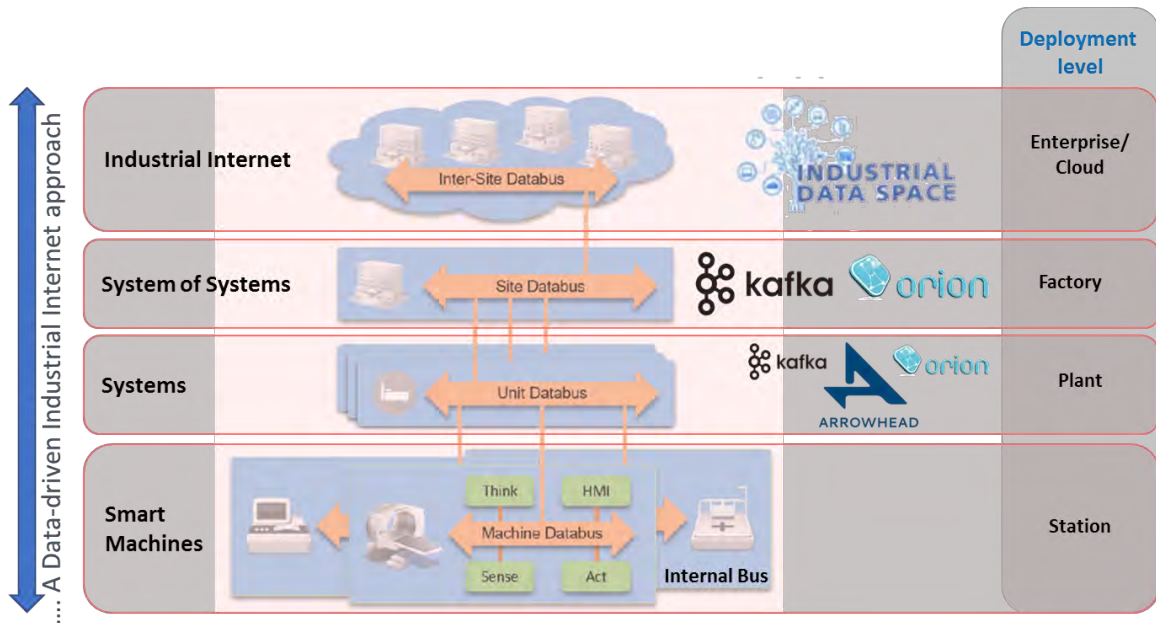 Deployment
level
.... A Data-driven Industrial Internet approach
Industrial Internet
Inter-Site Databus
INDUSTRIAL
DATA SPACE
Enterprise/
Cloud
System of Systems
Site Databus
kafka
orion
Factory
Systems
Unit Databus
kafka
orion
ARROWHEAD
Plant
Smart
Machines
Think
HMI
Machine Databus
Sense
Act
Internal Bus
Station